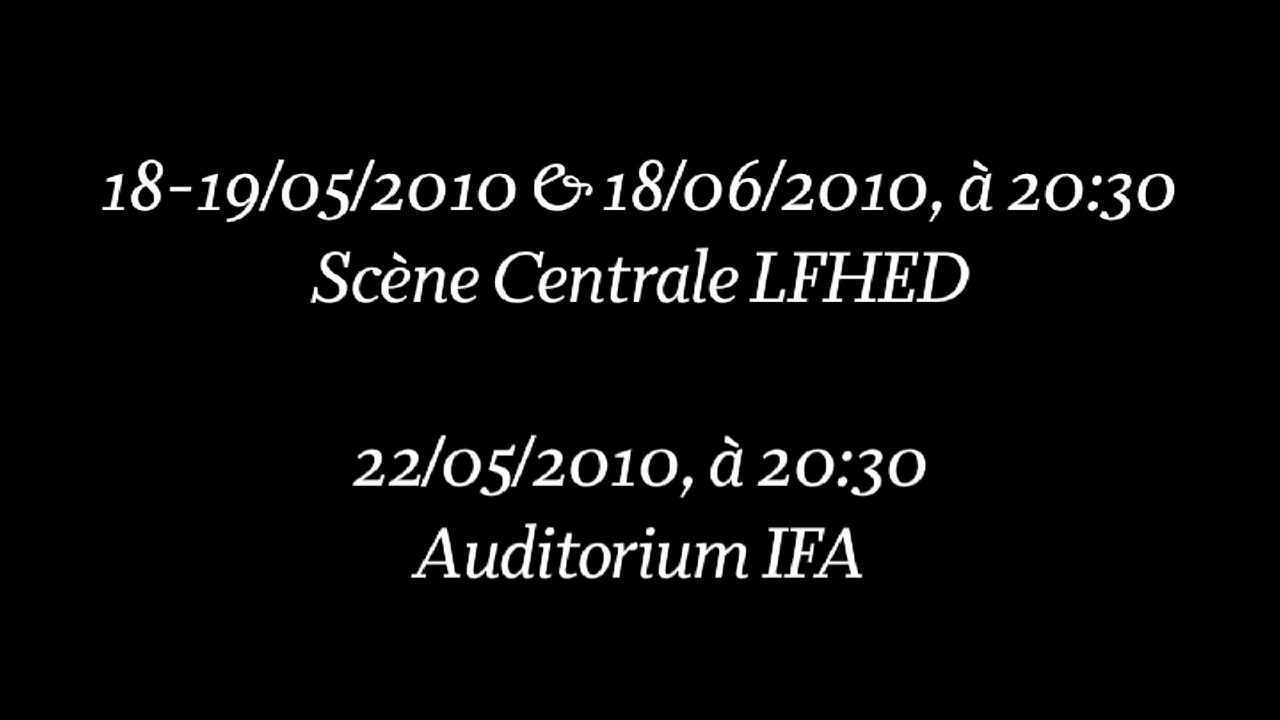 18-19/05/2010 & 18/06/2010, à 20:30
Scène Centrale LFHED
22/05/2010, à 20:30
Auditorium IFA